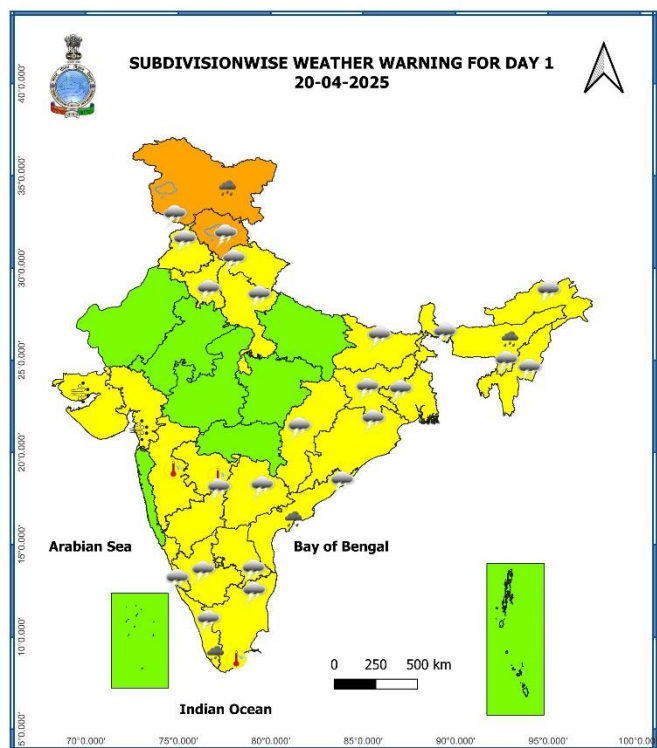 SUBDIVISIONWISE WEATHER WARNING FOR DAY 1
20-04-2025
40°0.000'
35°0.000'
30°0.000'
25°0.000'
20°0.000'
15°0.000'
10°0.000'
5°0.000'
Arabian Sea
Bay of Bengal
0 250 500 km
Indian Ocean
70°0.000' 75°0.000' 80°0.000' 85°0.000' 90°0.000' 95°0.000'